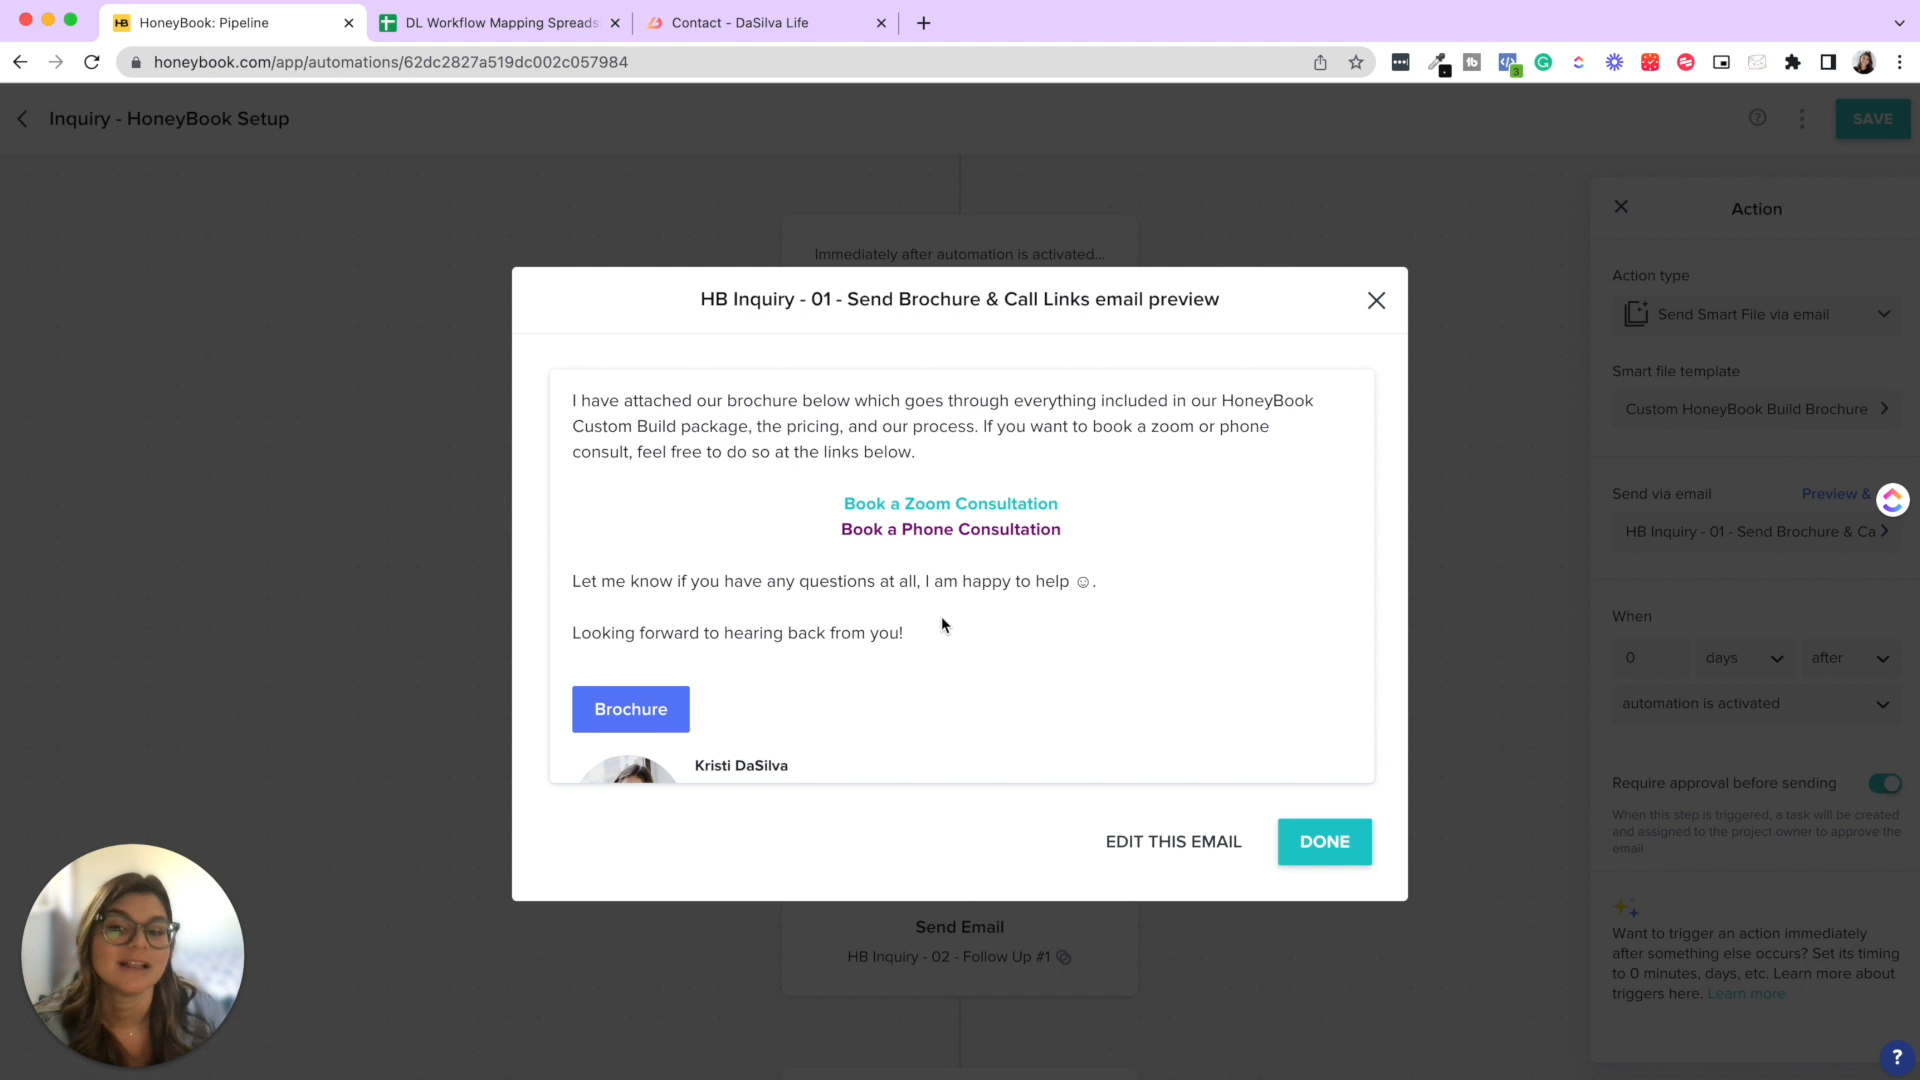 HB HoneyBook: Pipeline
DL Workflow Mapping Spreads
Contact - DaSilva Life
honeybook.com/app/automations/62dc2827a519dc002c057984
tb
3
Inquiry - HoneyBook Setup
SAVE
Immediately after automation is activated...
HB Inquiry - 01 - Send Brochure & Call Links email preview
I have attached our brochure below which goes through everything included in our HoneyBook
Custom Build package, the pricing, and our process. If you want to book a zoom or phone
consult, feel free to do so at the links below.
Book a Zoom Consultation
Book a Phone Consultation
Let me know if you have any questions at all, I am happy to help ☺.
Looking forward to hearing back from you!
Brochure
Kristi DaSilva
EDIT THIS EMAIL
DONE
Send Email
HB Inquiry - 02 - Follow Up #1
Action
Action type
Send Smart File via email
Smart file template
Custom HoneyBook Build Brochure
Send via email
Preview &
HB Inquiry - 01 - Send Brochure & Ca
When
0
days
after
automation is activated
Require approval before sending
When this step is triggered, a task will be created
and assigned to the project owner to approve the
email
Want to trigger an action immediately
after something else occurs? Set its timing
to 0 minutes, days, etc. Learn more about
triggers here. Learn more
?